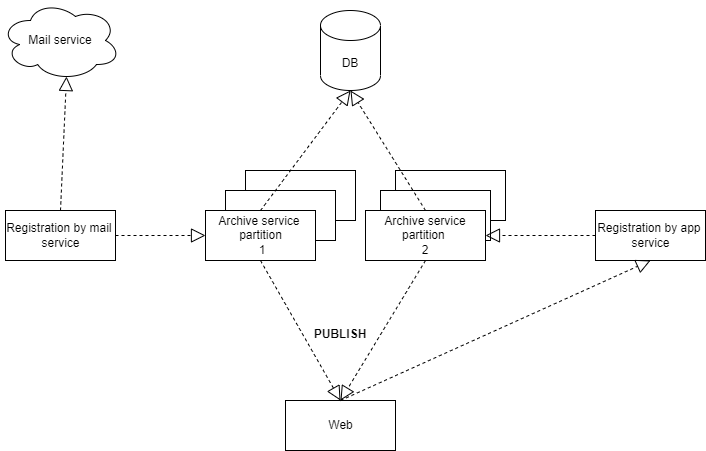 Mail service
DB
Registration by mail
service
Archive service
partition
1
Archive service
partition
2
Registration by app
service
PUBLISH
Web